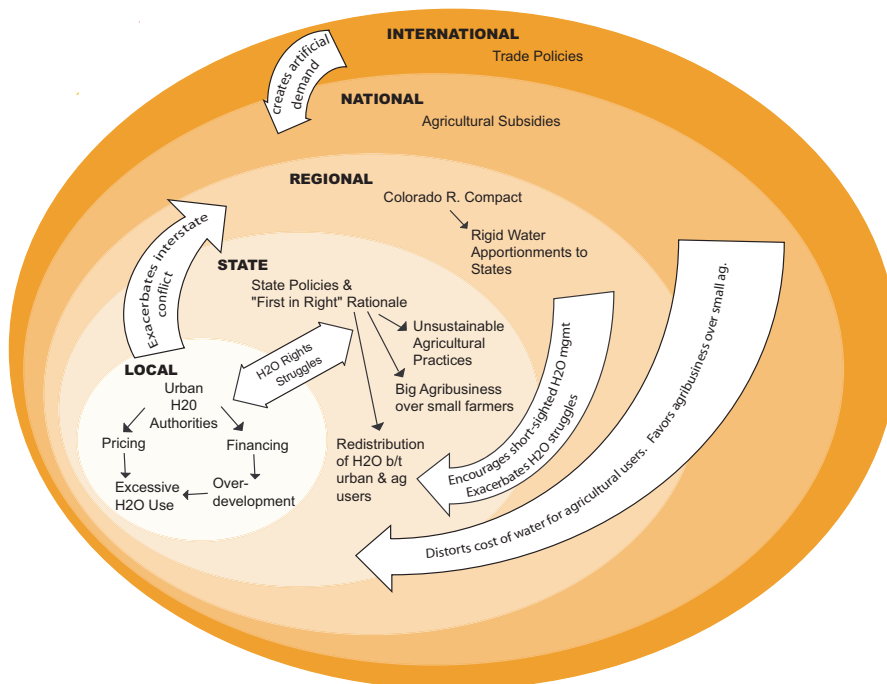 INTERNATIONAL
Trade Policies
creates artificial
demand
NATIONAL
Agricultural Subsidies
REGIONAL
Colorado R. Compact
Rigid Water
Apportionments to
States
Exacerbates interstate
conflict
STATE
State Policies &
"First in Right" Rationale
Unsustainable
Agricultural
Practices
Big Agribusiness
over small farmers
Redistribution
of H2O b/t
urban & ag
users
H2O Rights
Struggles
LOCAL
Urban
H20
Authorities
Pricing
Financing
Excessive
H2O Use
Over-
development
Encourages short-sighted H2O mgmt
Exacerbates H2O struggles
Distorts cost of water for agricultural users. Favors agribusiness over small ag.